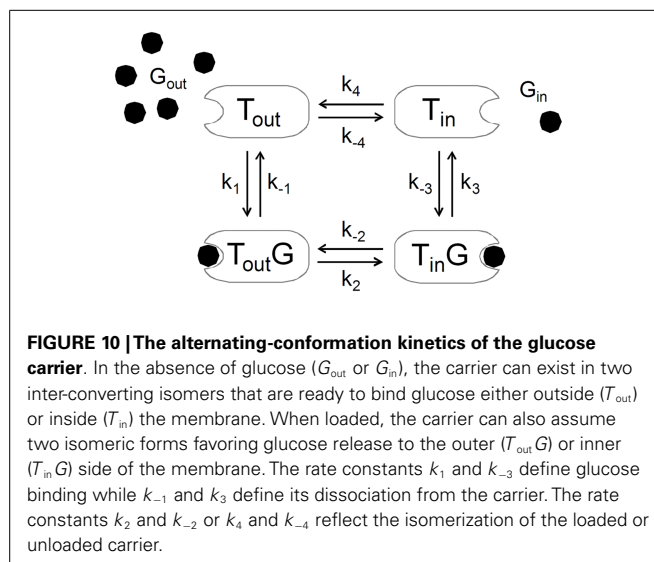 G_out
G_in
k_4
T_out
T_in
k_-4
k_1
k_-1
k_-3
k_3
k_-2
T_outG
T_inG
k_2
FIGURE 10 | The alternating-conformation kinetics of the glucose
carrier. In the absence of glucose (G_out or G_in), the carrier can exist in two
inter-converting isomers that are ready to bind glucose either outside (T_out)
or inside (T_in) the membrane. When loaded, the carrier can also assume
two isomeric forms favoring glucose release to the outer (T_out G) or inner
(T_in G) side of the membrane. The rate constants k_1 and k_−3 define glucose
binding while k_−1 and k_3 define its dissociation from the carrier. The rate
constants k_2 and k_−2 or k_4 and k_−4 reflect the isomerization of the loaded or
unloaded carrier.